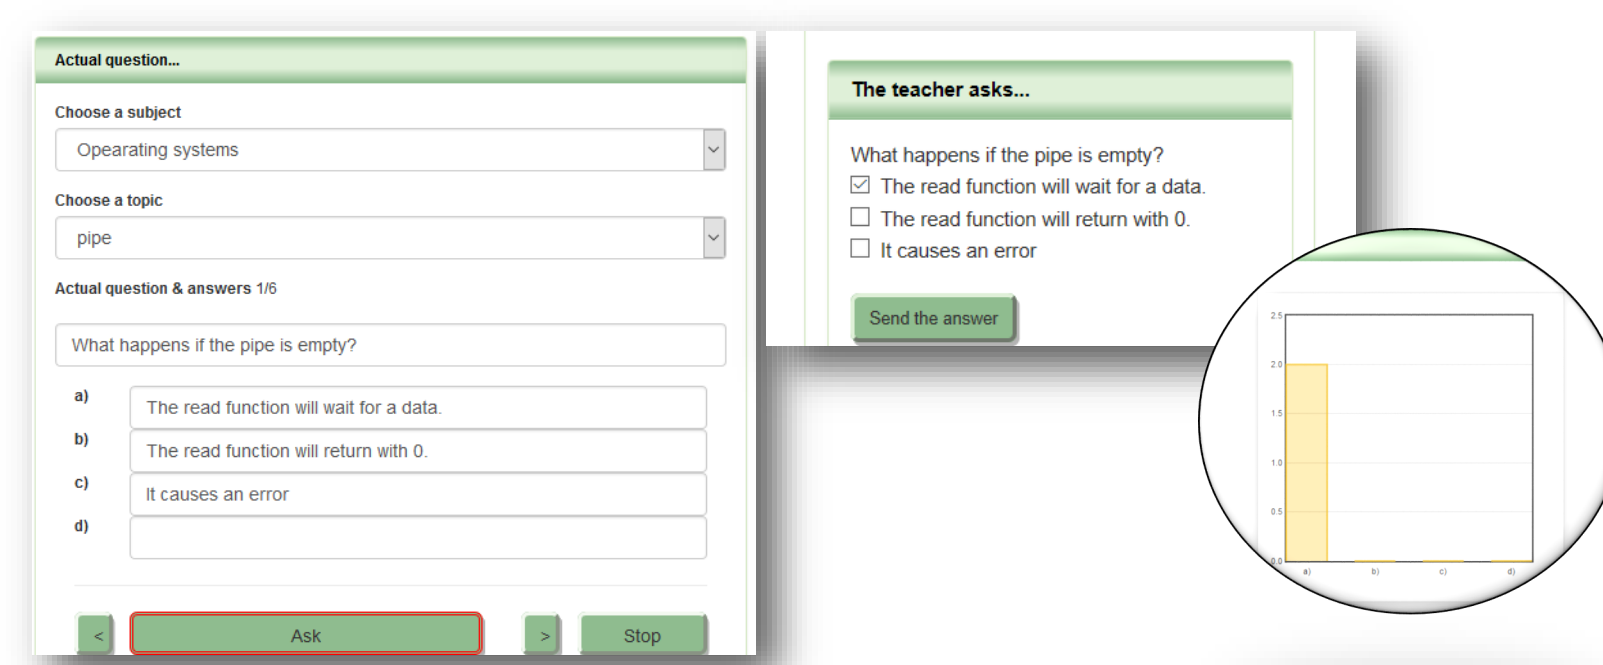 Actual question...
Choose a subject
Opearating systems
Choose a topic
pipe
Actual question & answers 1/6
What happens if the pipe is empty?
a) The read function will wait for a data.
b) The read function will return with 0.
c) It causes an error
d)
< Ask > Stop
The teacher asks...
What happens if the pipe is empty?
The read function will wait for a data.
The read function will return with 0.
It causes an error
Send the answer
2.5
2.0
1.5
1.0
0.5
0.0
a) b) c) d)